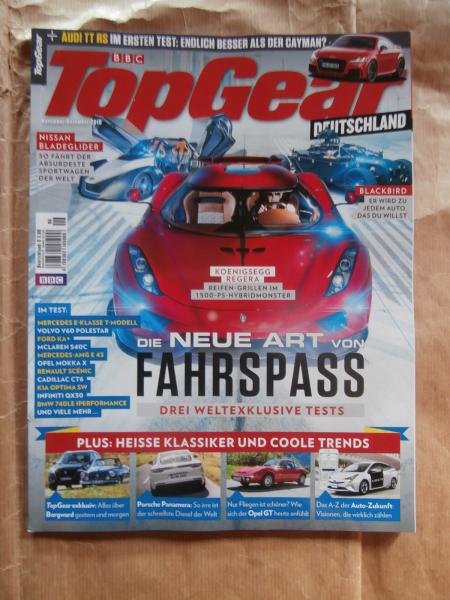 + AUDI TT RS IM ERSTEN TEST: ENDLICH BESSER ALS DER CAYMAN?
TopGear
BBC
TopGear
DEUTSCHLAND
November/Dezember 2016
NISSAN
BLADEGLIDER
SO FÄHRT DER
ABSURDESTE
SPORTWAGEN
DER WELT
BLACKBIRD
ER WIRD ZU
JEDEM AUTO,
DAS DU WILLST
BBC
KOENIGSEGG
REGERA
REIFEN-GRILLEN IM
1500-PS-HYBRIDMONSTER
IM TEST:
MERCEDES E-KLASSE T-MODELL
VOLVO V60 POLESTAR
FORD KA+
MCLAREN 540C
MERCEDES-AMG E 43
OPEL MOKKA X
RENAULT SCÉNIC
CADILLAC CT6
KIA OPTIMA SW
INFINITI QX30
BMW 740LE IPERFORMANCE
UND VIELE MEHR ...
DIE NEUE ART VON
FAHRSPASS
DREI WELTEXKLUSIVE TESTS
PLUS: HEISSE KLASSIKER UND COOLE TRENDS
TopGear-exklusiv: Alles über
Borgward gestern und morgen
Porsche Panamera: So irre ist
der schnellste Diesel der Welt
Nur Fliegen ist schöner? Wie
sich der Opel GT heute anfühlt
Das A-Z der Auto-Zukunft:
Visionen, die wirklich zählen